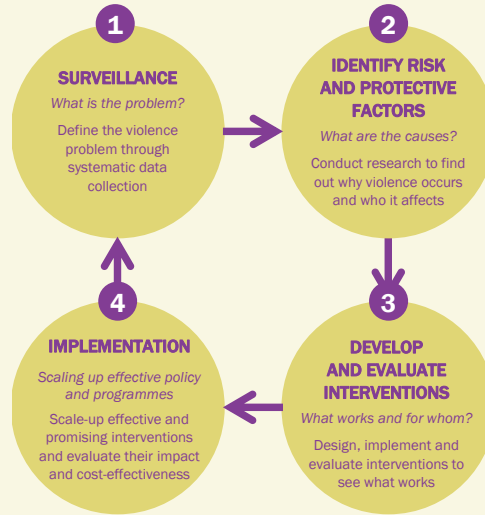 1
SURVEILLANCE
What is the problem?
Define the violence
problem through
systematic data
collection
2
IDENTIFY RISK
AND PROTECTIVE
FACTORS
What are the causes?
Conduct research to find
out why violence occurs
and who it affects
3
DEVELOP
AND EVALUATE
INTERVENTIONS
What works and for whom?
Design, implement and
evaluate interventions to
see what works
4
IMPLEMENTATION
Scaling up effective policy
and programmes
Scale-up effective and
promising interventions
and evaluate their impact
and cost-effectiveness